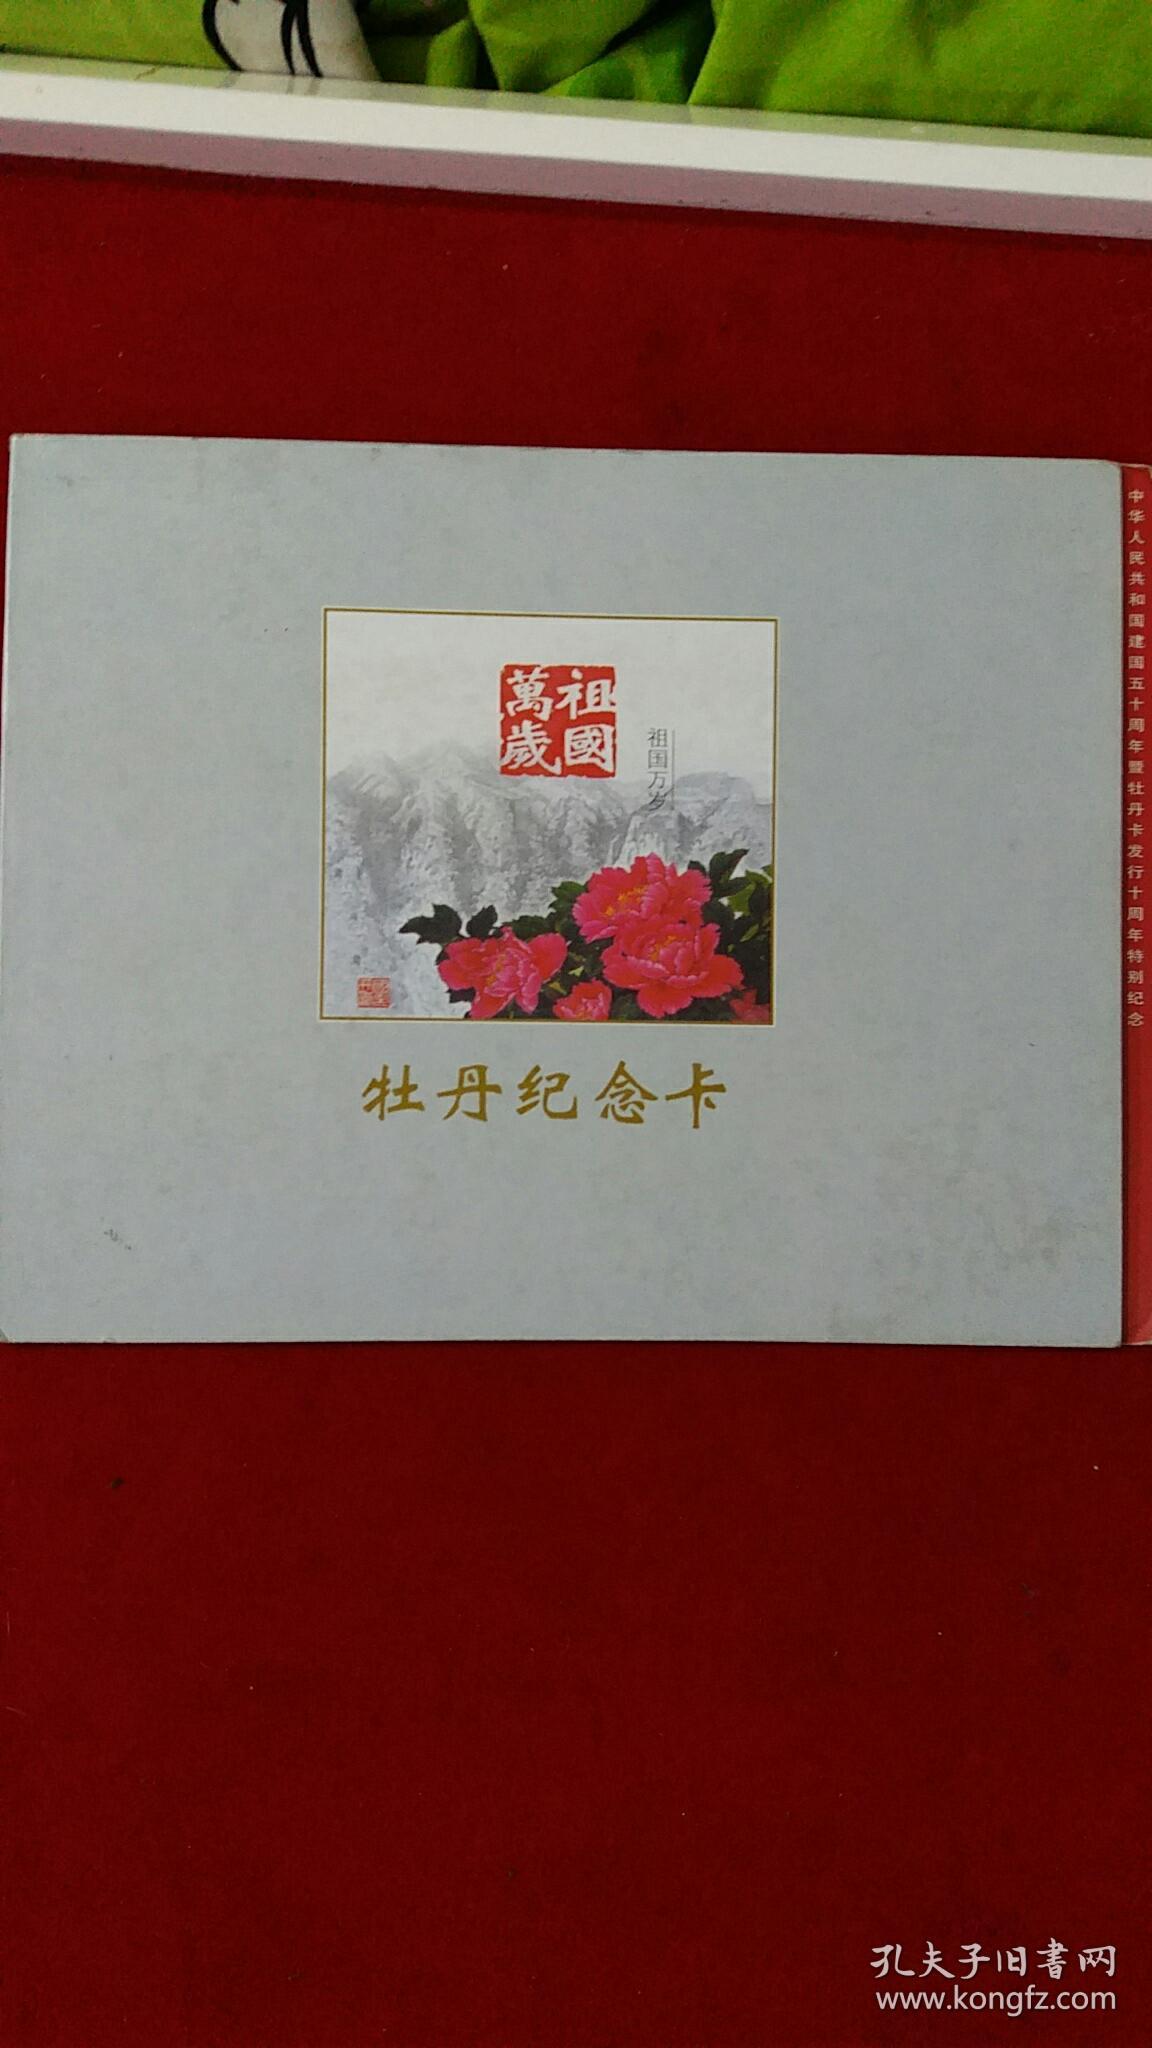 祖國萬歲
祖国万岁
牡丹纪念卡
中华人民共和国建国五十周年暨牡丹卡发行十周年特别纪念
孔夫子旧書网
www.kongfz.com